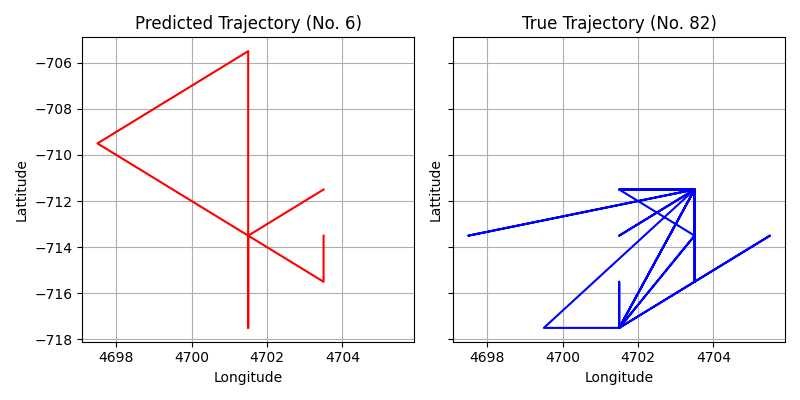 Predicted Trajectory (No. 6)
True Trajectory (No. 82)
Lattitude
−706
−708
−710
−712
−714
−716
−718
4698
4700
4702
4704
Longitude
Lattitude
4698
4700
4702
4704
Longitude